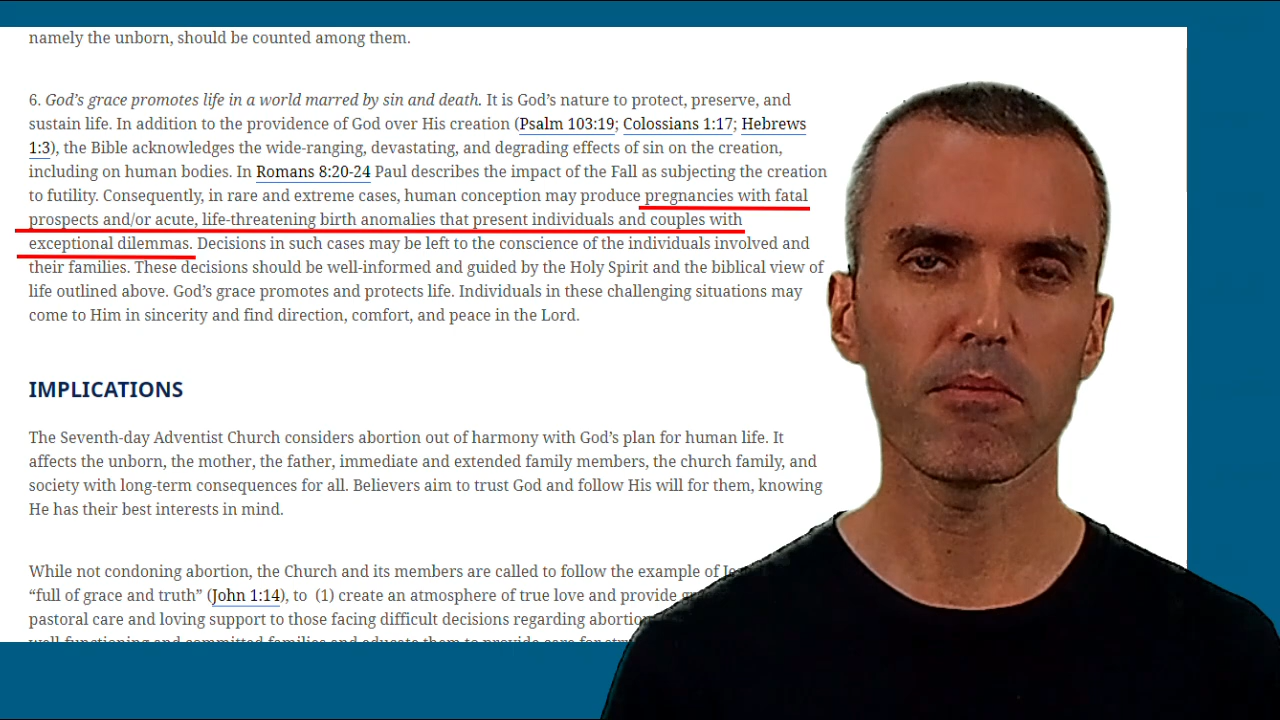 namely the unborn, should be counted among them.
6. God's grace promotes life in a world marred by sin and death. It is God's nature to protect, preserve, and
sustain life. In addition to the providence of God over His creation (Psalm 103:19; Colossians 1:17; Hebrews
1:3), the Bible acknowledges the wide-ranging, devastating, and degrading effects of sin on the creation,
including on human bodies. In Romans 8:20-24 Paul describes the impact of the Fall as subjecting the creation
to futility. Consequently, in rare and extreme cases, human conception may produce pregnancies with fatal
prospects and/or acute, life-threatening birth anomalies that present individuals and couples with
exceptional dilemmas. Decisions in such cases may be left to the conscience of the individuals involved and
their families. These decisions should be well-informed and guided by the Holy Spirit and the biblical view of
life outlined above. God's grace promotes and protects life. Individuals in these challenging situations may
come to Him in sincerity and find direction, comfort, and peace in the Lord.
IMPLICATIONS
The Seventh-day Adventist Church considers abortion out of harmony with God's plan for human life. It
affects the unborn, the mother, the father, immediate and extended family members, the church family, and
society with long-term consequences for all. Believers aim to trust God and follow His will for them, knowing
He has their best interests in mind.
While not condoning abortion, the Church and its members are called to follow the example of
"full of grace and truth" (John 1:14), to (1) create an atmosphere of true love and provide
pastoral care and loving support to those facing difficult decisions regarding